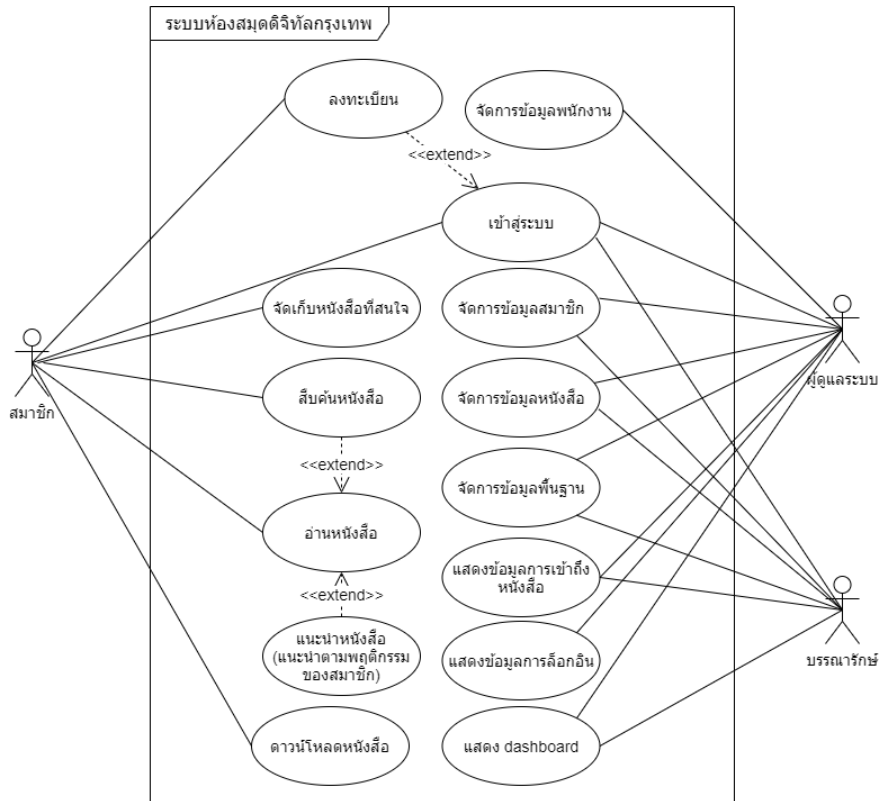 ระบบห้องสมุดดิจิทัลกรุงเทพ
ลงทะเบียน
จัดการข้อมูลพนักงาน
<<extend>>
เข้าสู่ระบบ
จัดเก็บหนังสือที่สนใจ
จัดการข้อมูลสมาชิก
สมาชิก
ผู้ดูแลระบบ
สืบค้นหนังสือ
จัดการข้อมูลหนังสือ
<<extend>>
จัดการข้อมูลพื้นฐาน
อ่านหนังสือ
แสดงข้อมูลการเข้าถึง
หนังสือ
<<extend>>
แนะนำหนังสือ
(แนะนำตามพฤติกรรม
ของสมาชิก)
แสดงข้อมูลการล็อกอิน
บรรณารักษ์
ดาวน์โหลดหนังสือ
แสดง dashboard